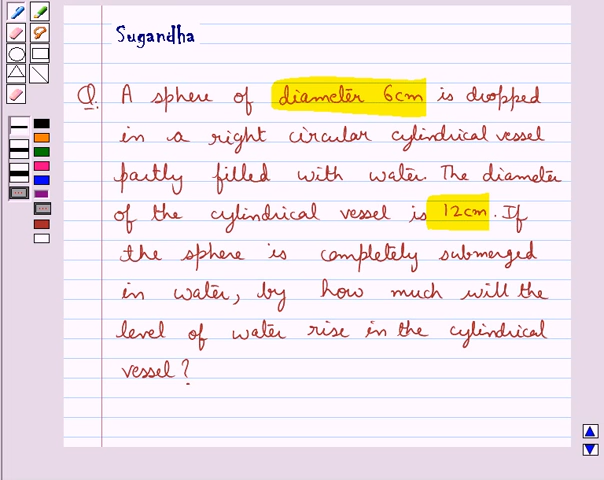 Sugandha
Q. A sphere of diameter 6cm is dropped
in a right circular cylindrical vessel
partly filled with water. The diameter
of the cylindrical vessel is 12cm. If
the sphere is completely submerged
in water, by how much will the
level of water rise in the cylindrical
vessel?